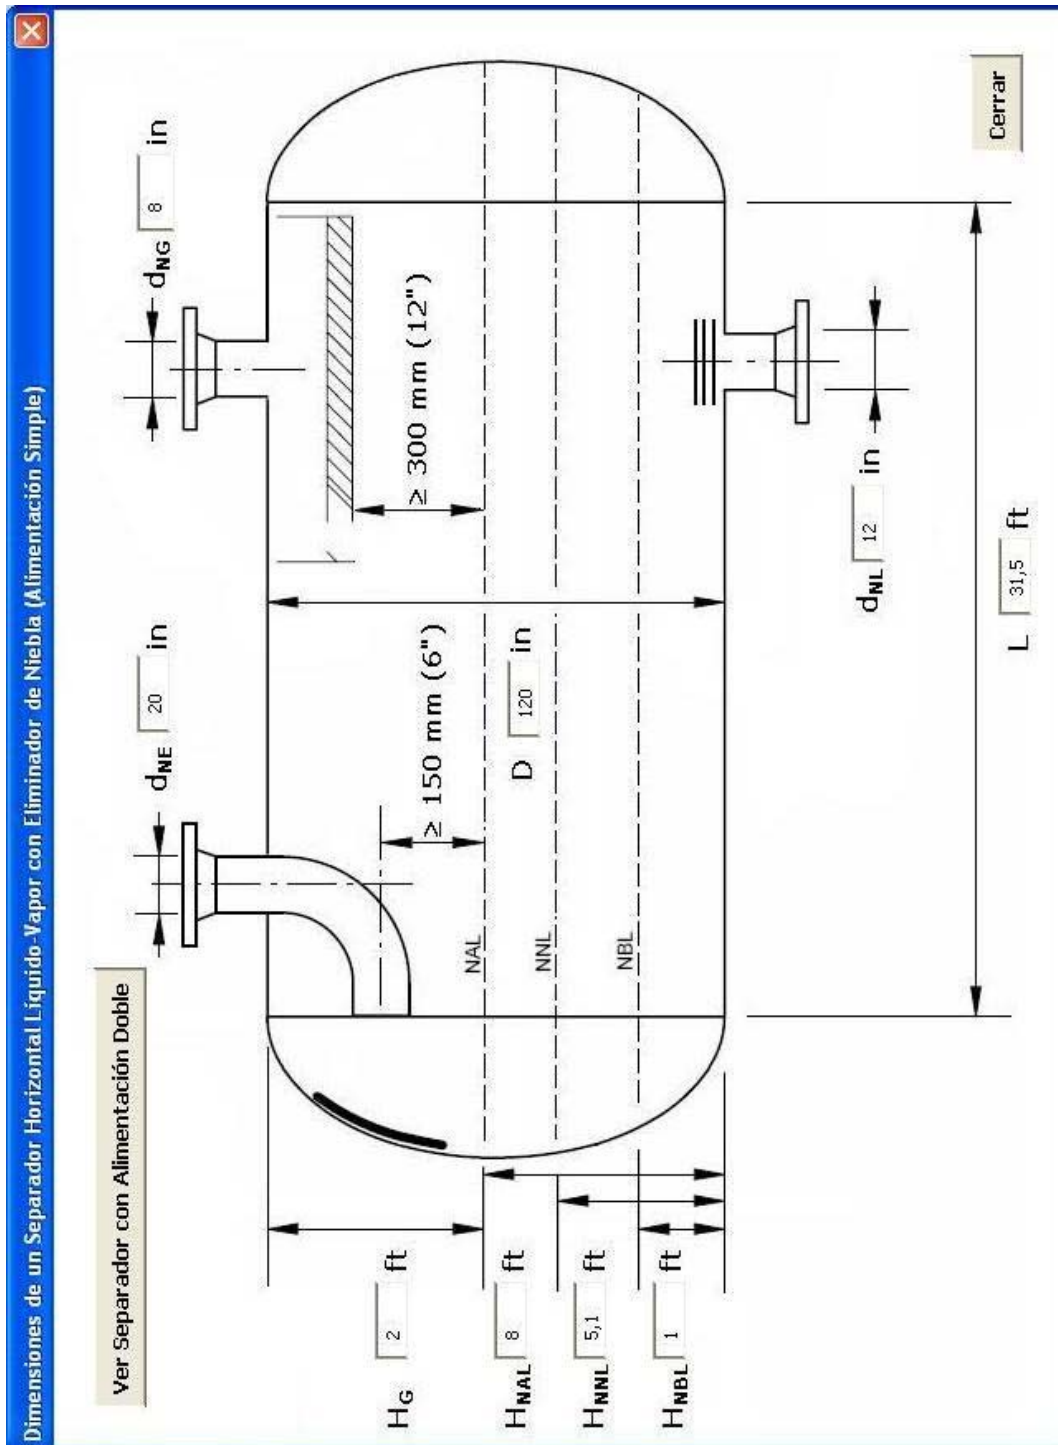 Dimensiones de un Separador Horizontal Líquido-Vapor con Eliminador de Niebla (Alimentación Simple)
Ver Separador con Alimentación Doble
dNE 20 in
dNG 8 in
HG 2 ft
HNAL 8 ft
HNNL 5,1 ft
HNBL 1 ft
≥ 150 mm (6")
≥ 300 mm (12")
NAL
NNL
NBL
D 120 in
dNL 12 in
L 31,5 ft
Cerrar